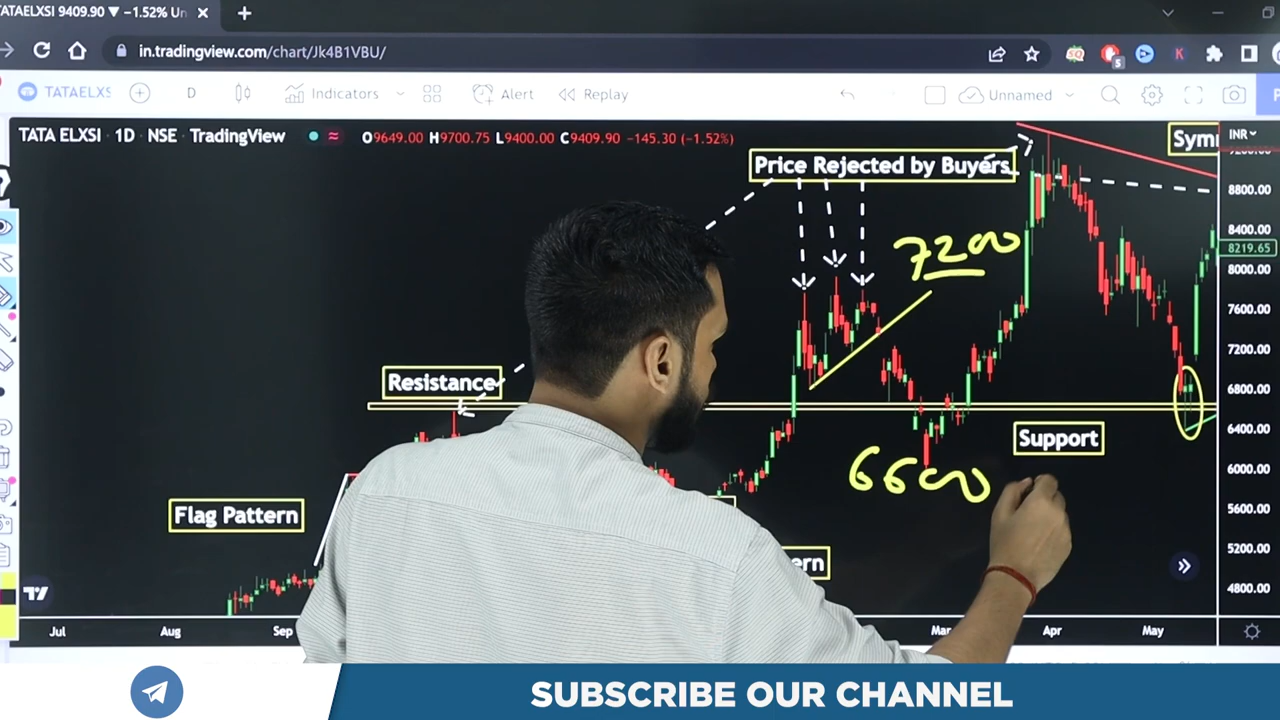 TATAELXSI 9409.90 ▼ −1.52% Un
in.tradingview.com/chart/Jk4B1VBU/
TATAELXS
D
Indicators
Alert
Replay
Unnamed
TATA ELXSI · 1D · NSE · TradingView
O9649.00 H9700.75 L9400.00 C9409.90 −145.30 (−1.52%)
INR
Price Rejected by Buyers
Sym
9200.00
8800.00
8400.00
8219.65
8000.00
7600.00
7200.00
6800.00
6400.00
6000.00
5600.00
5200.00
4800.00
7200
Resistance
Support
6600
Flag Pattern
ern
Jul
Aug
Sep
Mar
Apr
May
SUBSCRIBE OUR CHANNEL